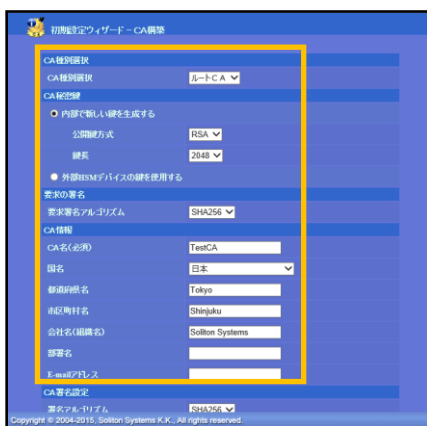 初期設定ウィザード - CA構築
CA種別選択
CA種別選択 ルートCA
CA秘密鍵
内部で新しい鍵を生成する
公開鍵方式 RSA
鍵長 2048
外部HSMデバイスの鍵を使用する
要求の署名
要求署名アルゴリズム SHA256
CA情報
CA名(必須) TestCA
国名 日本
都道府県名 Tokyo
市区町村名 Shinjuku
会社名(組織名) Soliton Systems
部署名
E-mailアドレス
CA署名設定
署名アルゴリズム SHA256
Copyright © 2004-2015, Soliton Systems K.K., All rights reserved.